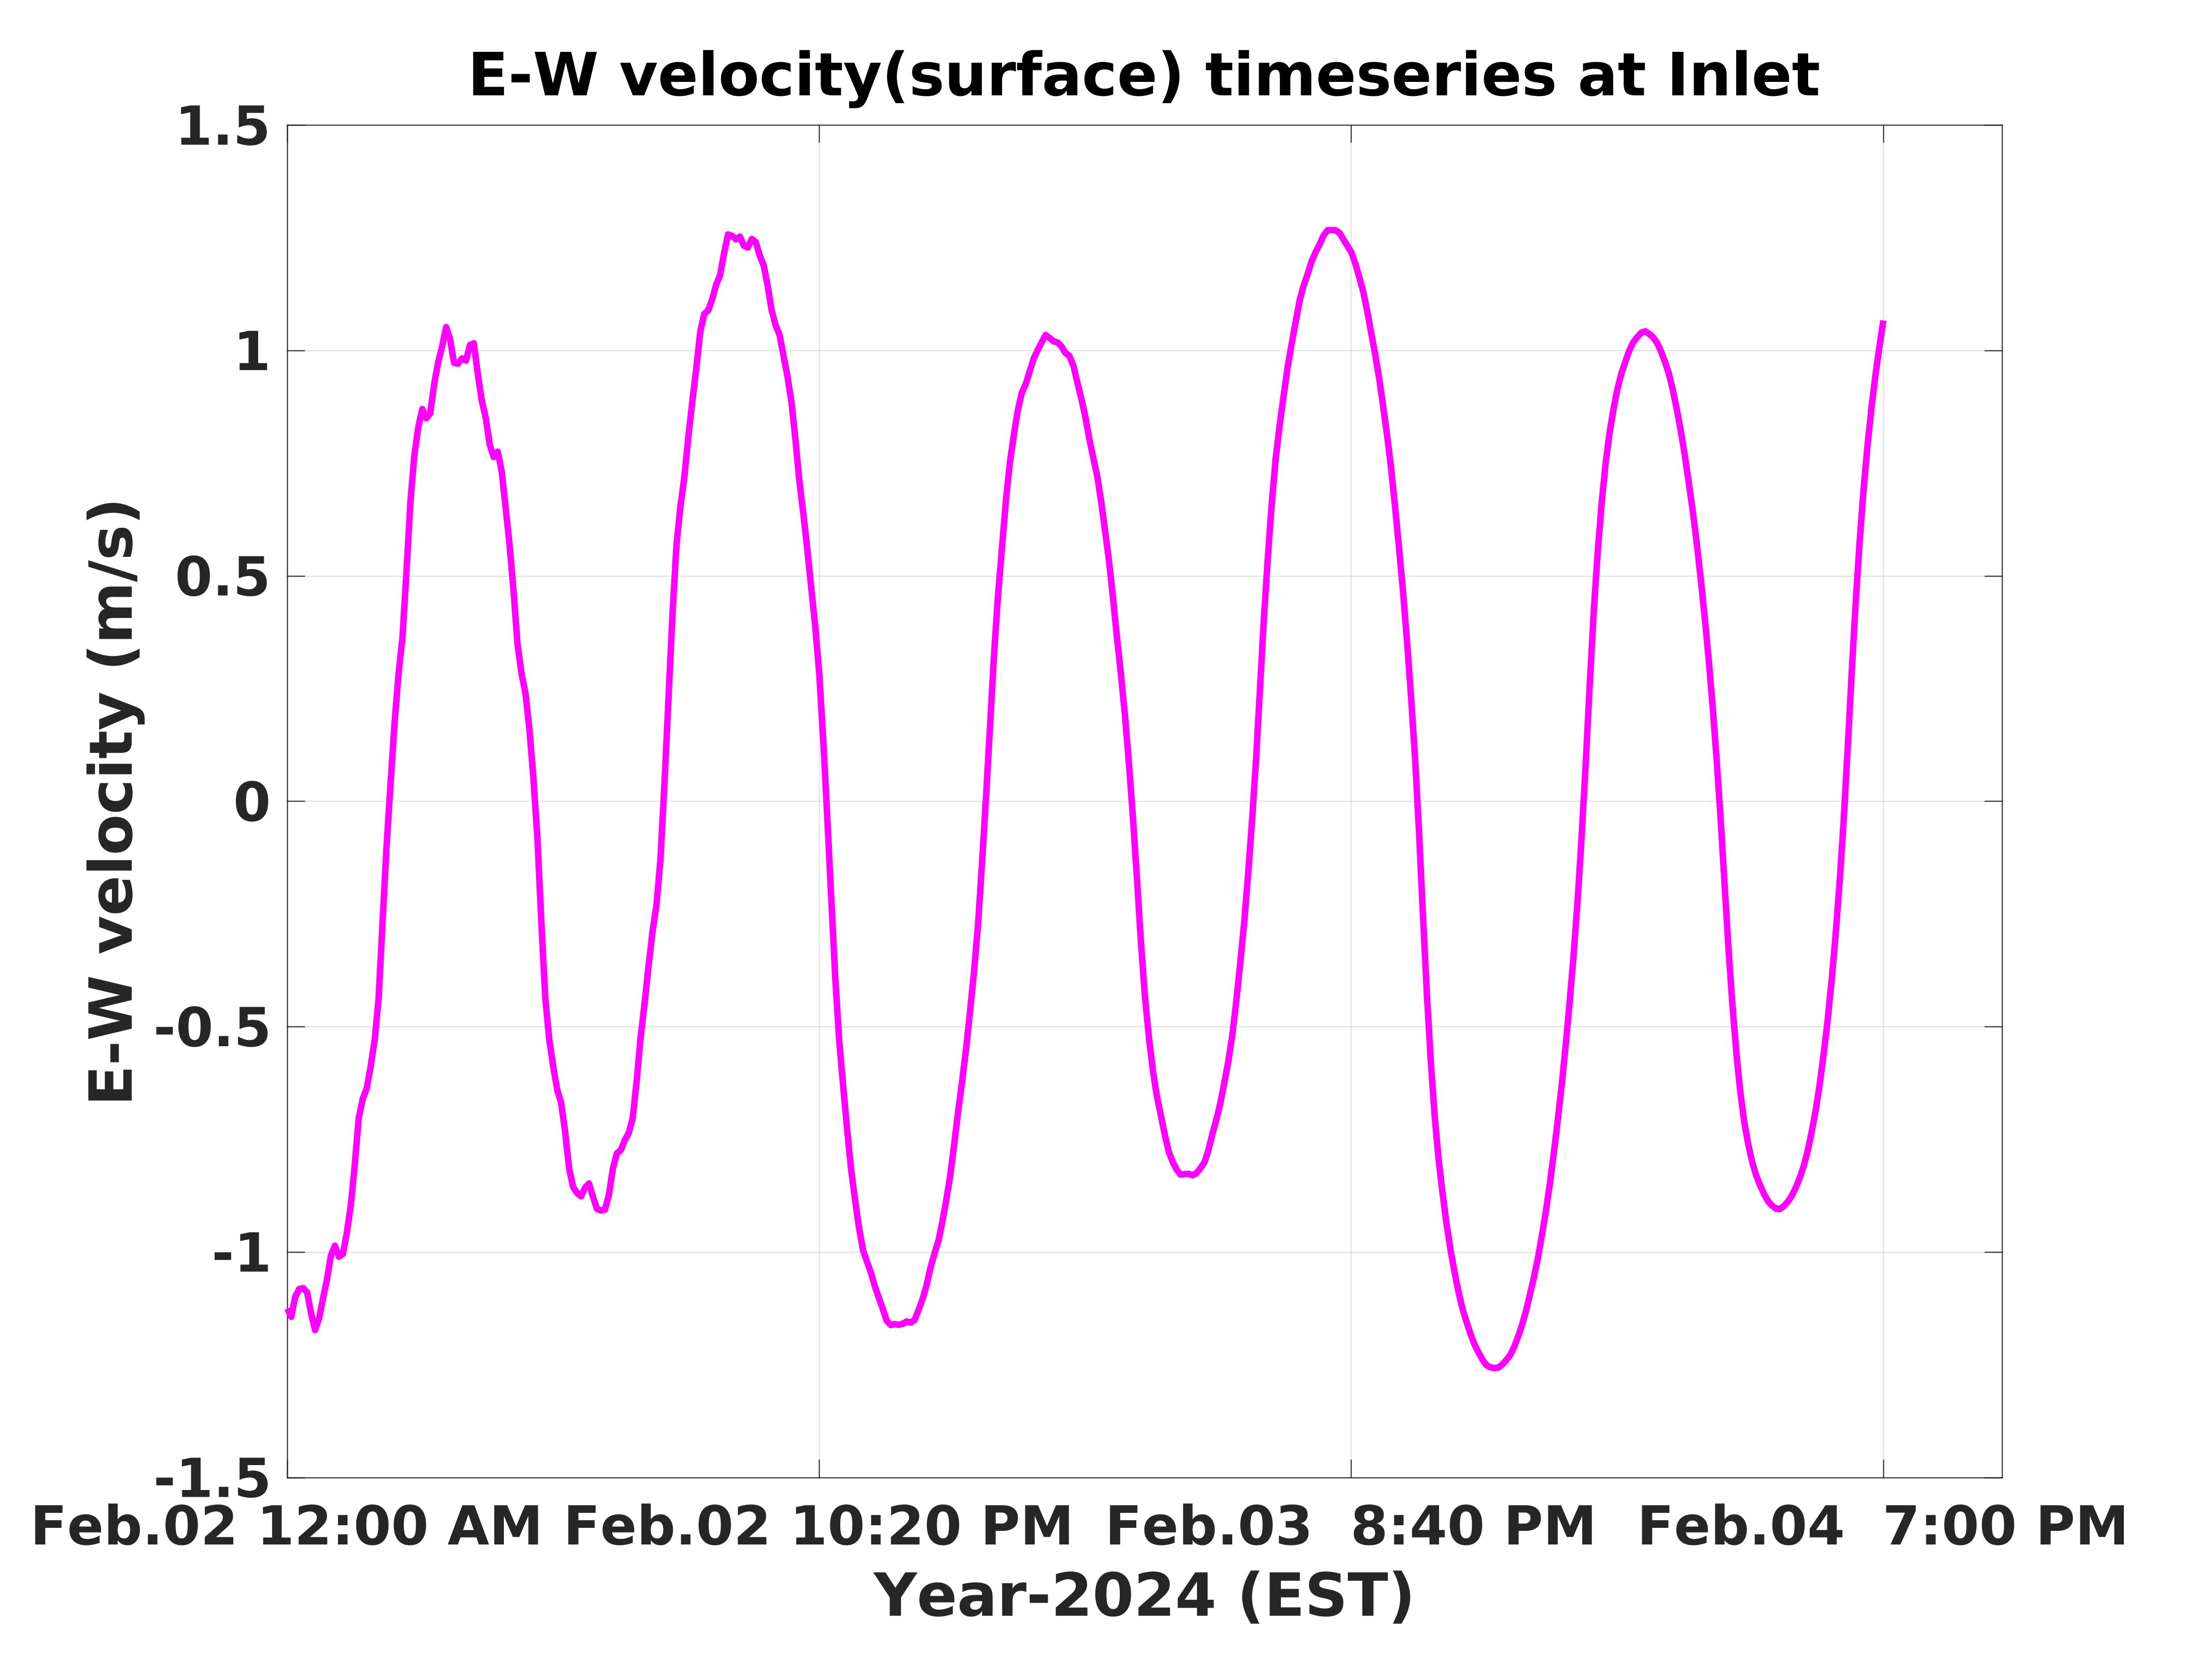 E-W velocity(surface) timeseries at Inlet
1.5
1
0.5
0
-0.5
-1
-1.5
E-W velocity (m/s)
Feb.02 12:00 AM Feb.02 10:20 PM Feb.03 8:40 PM Feb.04 7:00 PM
Year-2024 (EST)